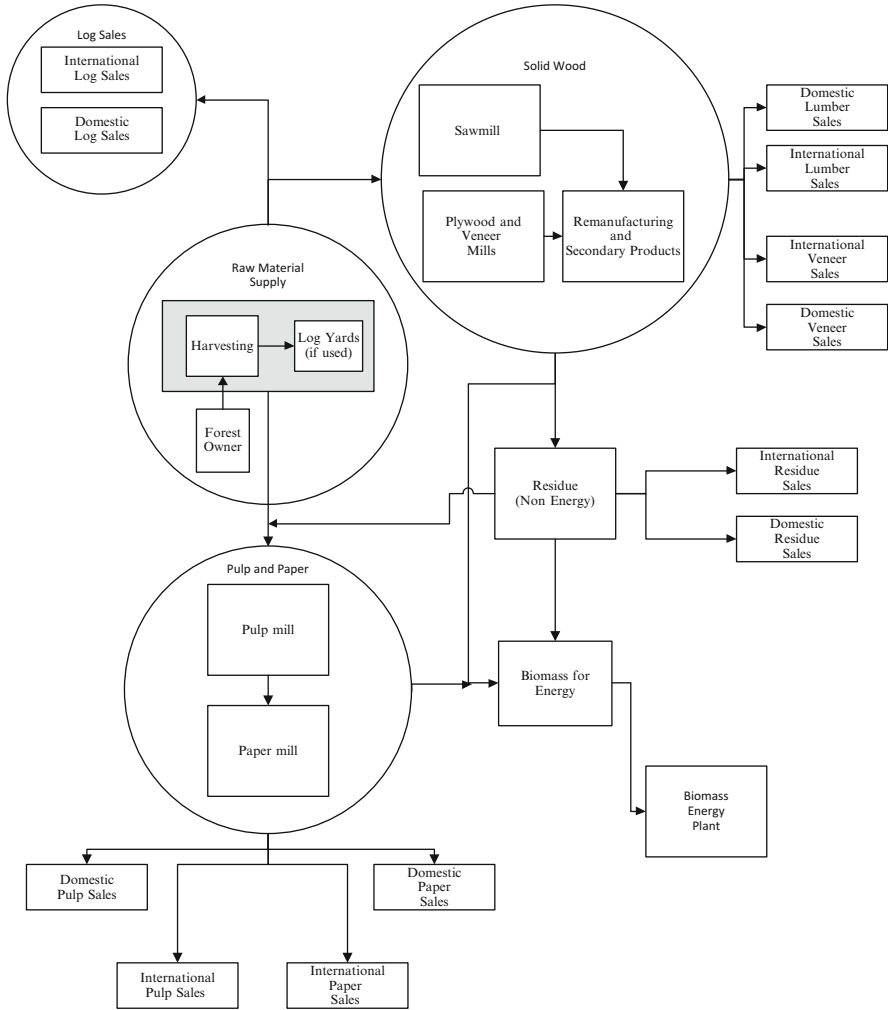 Log Sales
International
Log Sales
Domestic
Log Sales
Solid Wood
Sawmill
Plywood and
Veneer
Mills
Remanufacturing
and
Secondary Products
Domestic
Lumber
Sales
International
Lumber
Sales
International
Veneer
Sales
Domestic
Veneer
Sales
Raw Material
Supply
Harvesting
Log Yards
(if used)
Forest
Owner
Residue
(Non Energy)
International
Residue
Sales
Domestic
Residue
Sales
Pulp and Paper
Pulp mill
Paper mill
Biomass for
Energy
Biomass
Energy
Plant
Domestic
Pulp Sales
Domestic
Paper
Sales
International
Pulp Sales
International
Paper
Sales